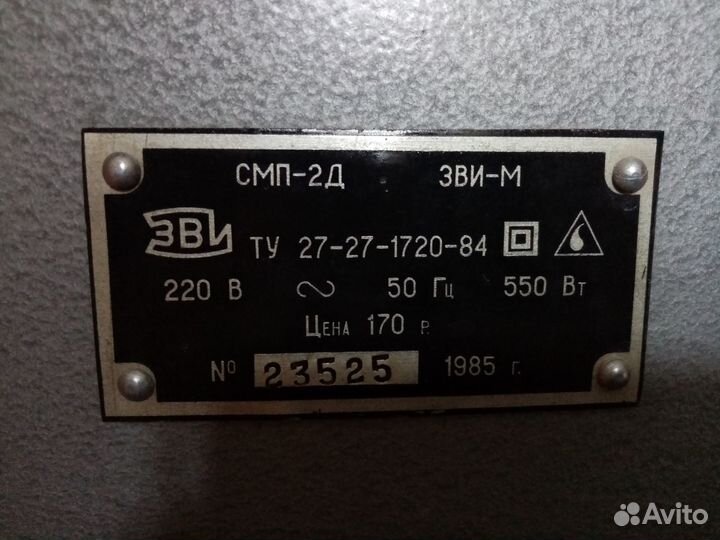 СМП-2Д ЗВИ-М
ЗВИ ТУ 27-27-1720-84
220 В ~ 50 Гц 550 Вт
Цена 170 р.
№ 23525 1985 г.
Avito